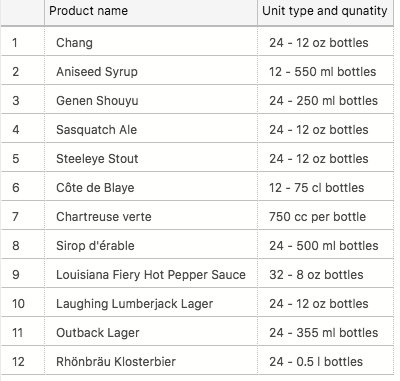 Product name Unit type and qunatity
1 Chang 24 - 12 oz bottles
2 Aniseed Syrup 12 - 550 ml bottles
3 Genen Shouyu 24 - 250 ml bottles
4 Sasquatch Ale 24 - 12 oz bottles
5 Steeleye Stout 24 - 12 oz bottles
6 Côte de Blaye 12 - 75 cl bottles
7 Chartreuse verte 750 cc per bottle
8 Sirop d'érable 24 - 500 ml bottles
9 Louisiana Fiery Hot Pepper Sauce 32 - 8 oz bottles
10 Laughing Lumberjack Lager 24 - 12 oz bottles
11 Outback Lager 24 - 355 ml bottles
12 Rhönbräu Klosterbier 24 - 0.5 l bottles